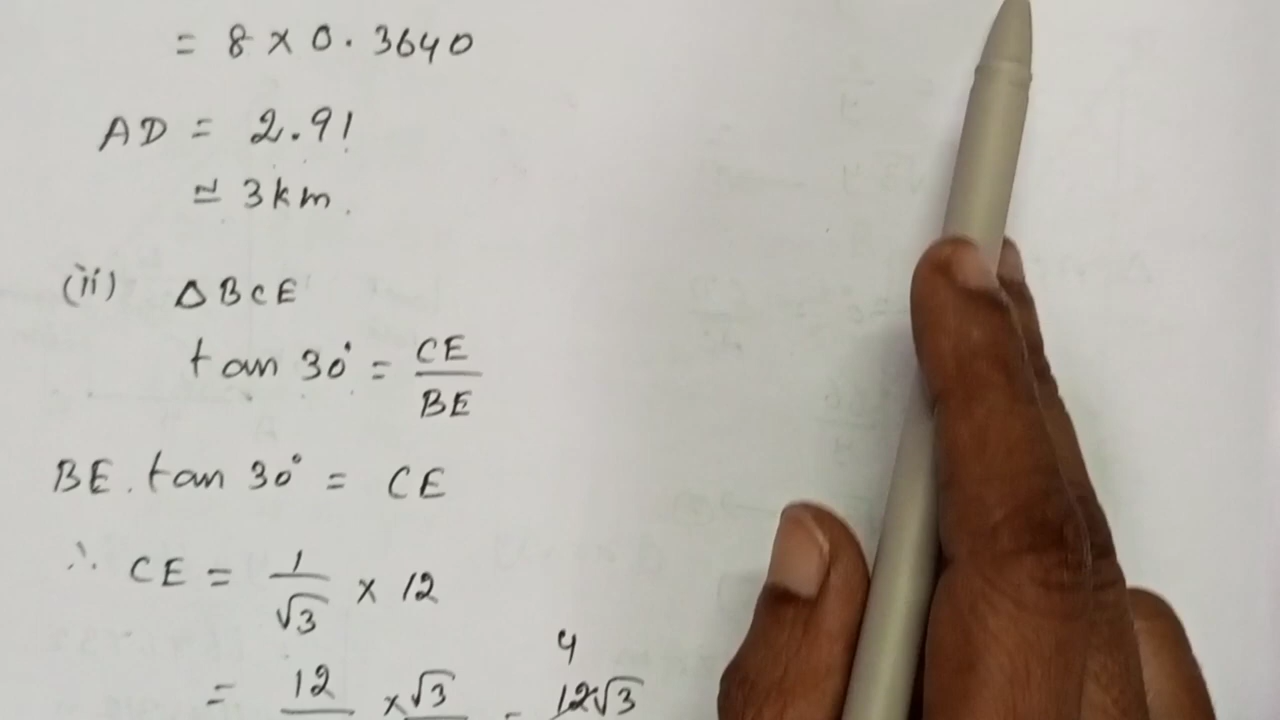 = 8 × 0.3640
AD = 2.91
≃ 3 km.
(ii) ΔBCE
tan 30° = CE/BE
BE. tan 30° = CE
∴ CE = 1/√3 × 12
= 12 × √3 = 12√3
4